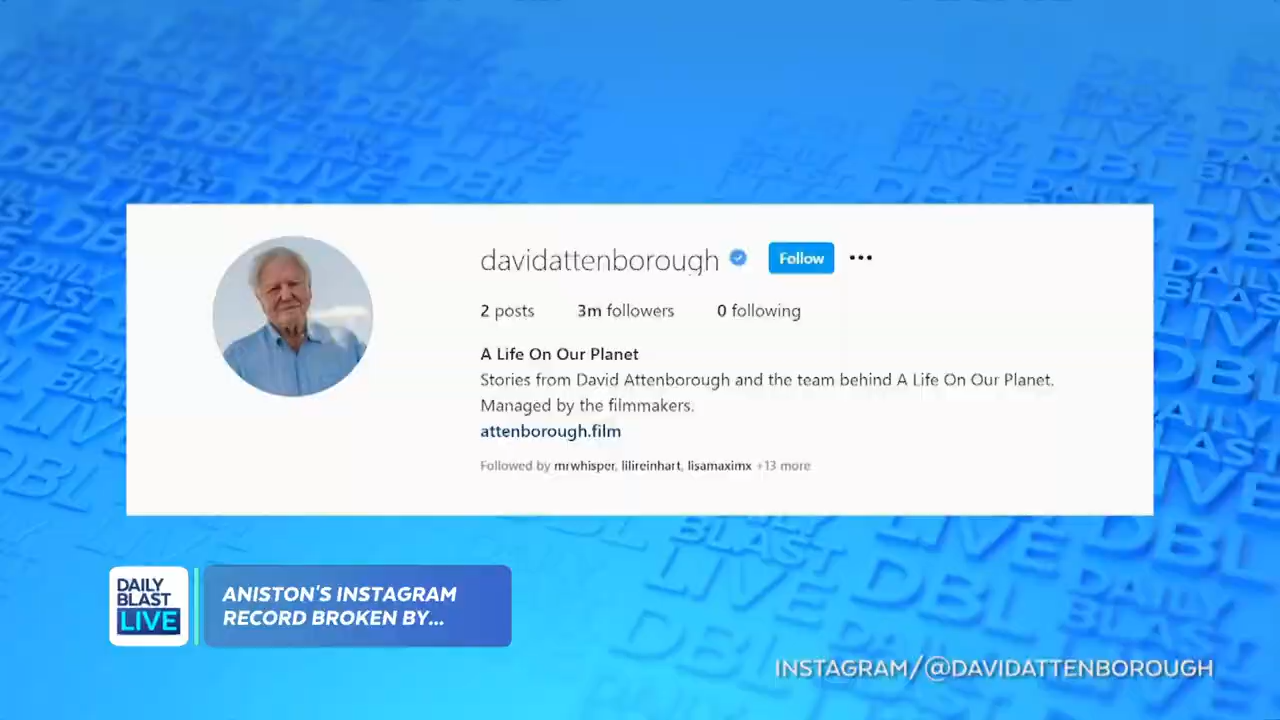 davidattenborough
Follow
2 posts 3m followers 0 following
A Life On Our Planet
Stories from David Attenborough and the team behind A Life On Our Planet.
Managed by the filmmakers.
attenborough.film
Followed by mrwhisper, lilireinhart, lisamaximx +13 more
DAILY
BLAST
LIVE
ANISTON'S INSTAGRAM
RECORD BROKEN BY...
INSTAGRAM/@DAVIDATTENBOROUGH